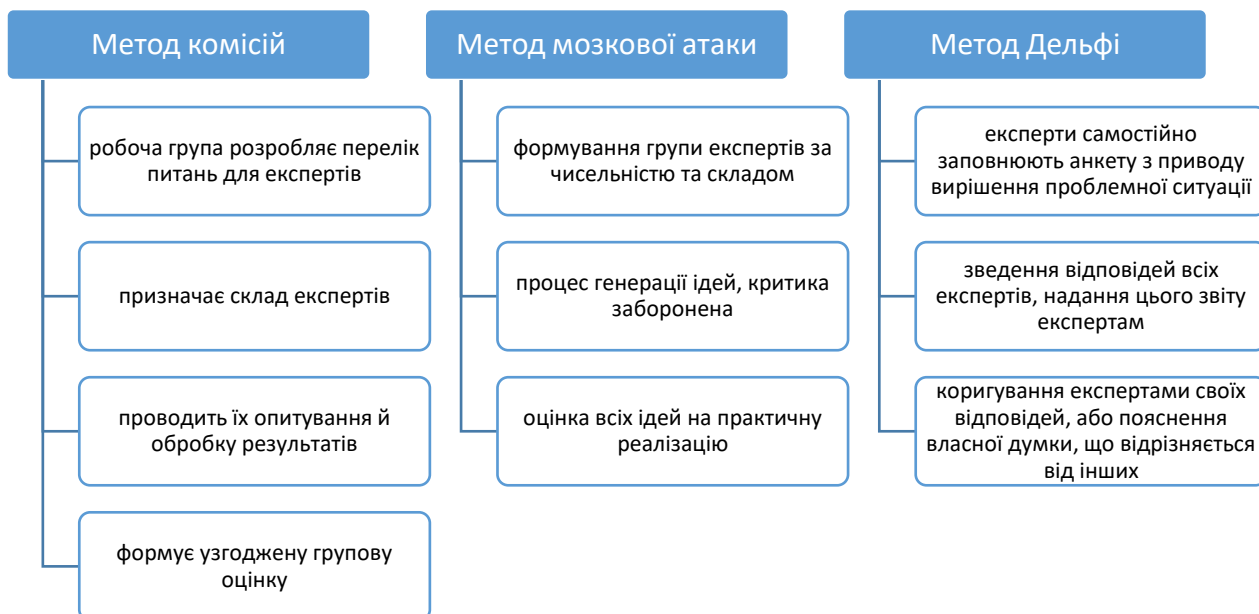 Метод комісій
робоча група розробляє перелік
питань для експертів
призначає склад експертів
проводить їх опитування й
обробку результатів
формує узгоджену групову
оцінку
Метод мозкової атаки
формування групи експертів за
чисельністю та складом
процес генерації ідей, критика
заборонена
оцінка всіх ідей на практичну
реалізацію
Метод Дельфі
експерти самостійно
заповнюють анкету з приводу
вирішення проблемної ситуації
зведення відповідей всіх
експертів, надання цього звіту
експертам
коригування експертами своїх
відповідей, або пояснення
власної думки, що відрізняється
від інших